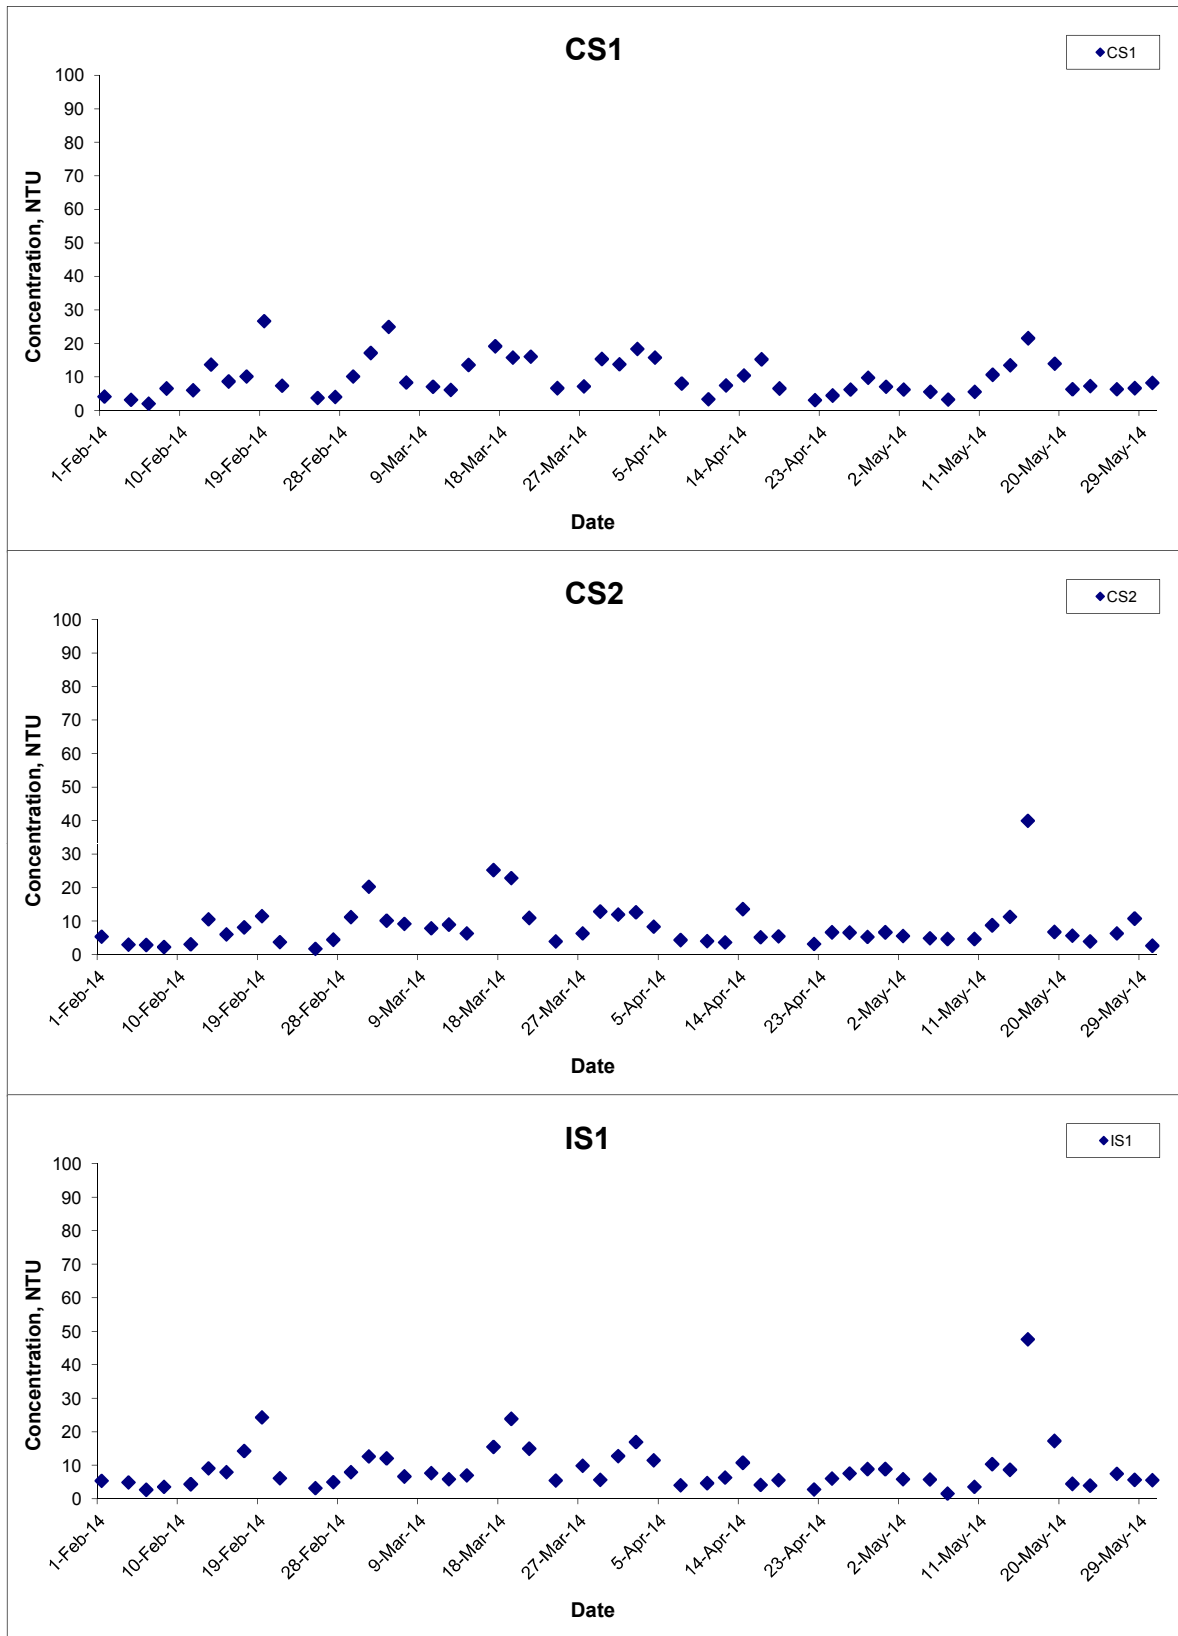 CS1
CS1
100
90
80
70
60
50
40
30
20
10
0
Concentration, NTU
1-Feb-14
10-Feb-14
19-Feb-14
28-Feb-14
9-Mar-14
18-Mar-14
27-Mar-14
5-Apr-14
14-Apr-14
23-Apr-14
2-May-14
11-May-14
20-May-14
29-May-14
Date
CS2
CS2
100
90
80
70
60
50
40
30
20
10
0
Concentration, NTU
1-Feb-14
10-Feb-14
19-Feb-14
28-Feb-14
9-Mar-14
18-Mar-14
27-Mar-14
5-Apr-14
14-Apr-14
23-Apr-14
2-May-14
11-May-14
20-May-14
29-May-14
Date
IS1
IS1
100
90
80
70
60
50
40
30
20
10
0
Concentration, NTU
1-Feb-14
10-Feb-14
19-Feb-14
28-Feb-14
9-Mar-14
18-Mar-14
27-Mar-14
5-Apr-14
14-Apr-14
23-Apr-14
2-May-14
11-May-14
20-May-14
29-May-14
Date